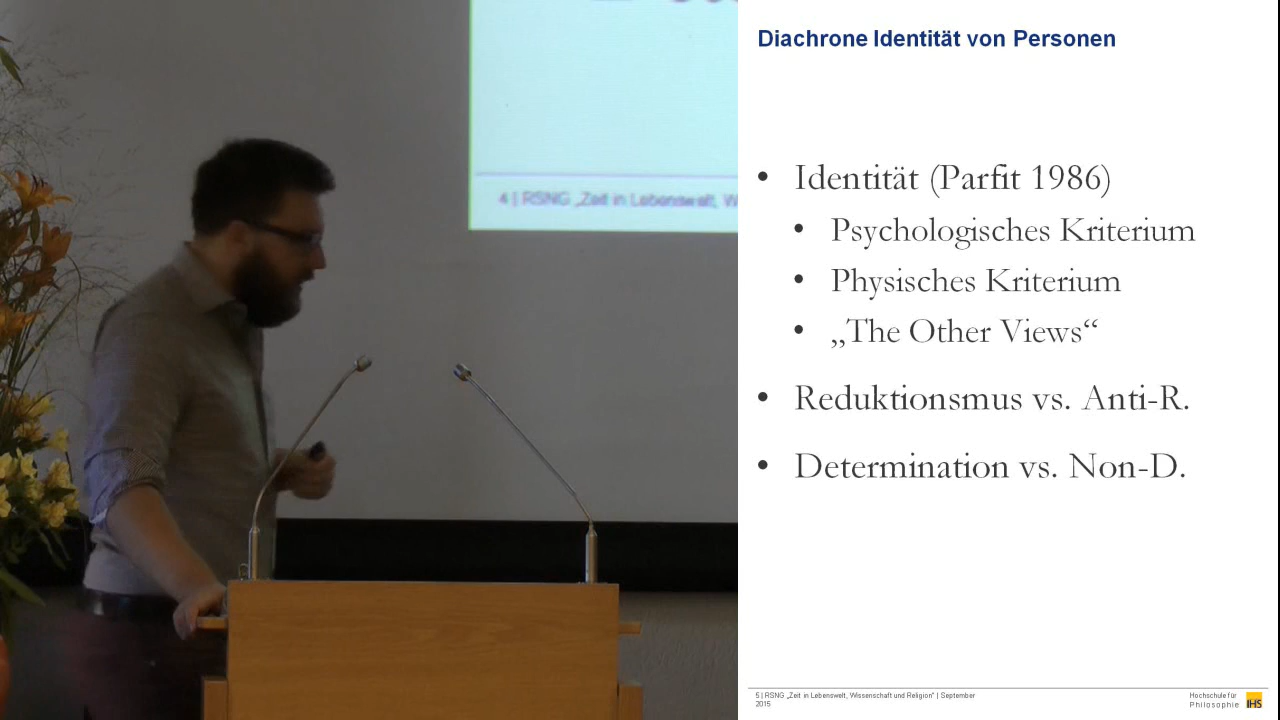 4 | RSNG „Zeit in Lebenswelt, W
Diachrone Identität von Personen
• Identität (Parfit 1986)
• Psychologisches Kriterium
• Physisches Kriterium
• „The Other Views“
• Reduktionsmus vs. Anti-R.
• Determination vs. Non-D.
5 | RSNG „Zeit in Lebenswelt, Wissenschaft und Religion“ | September
2015
Hochschule für
Philosophie
IHS